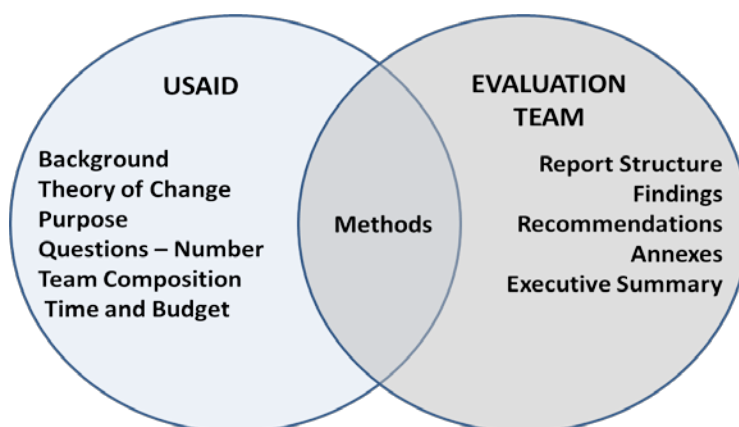 USAID
Background
Theory of Change
Purpose
Questions – Number
Team Composition
Time and Budget
Methods
EVALUATION
TEAM
Report Structure
Findings
Recommendations
Annexes
Executive Summary